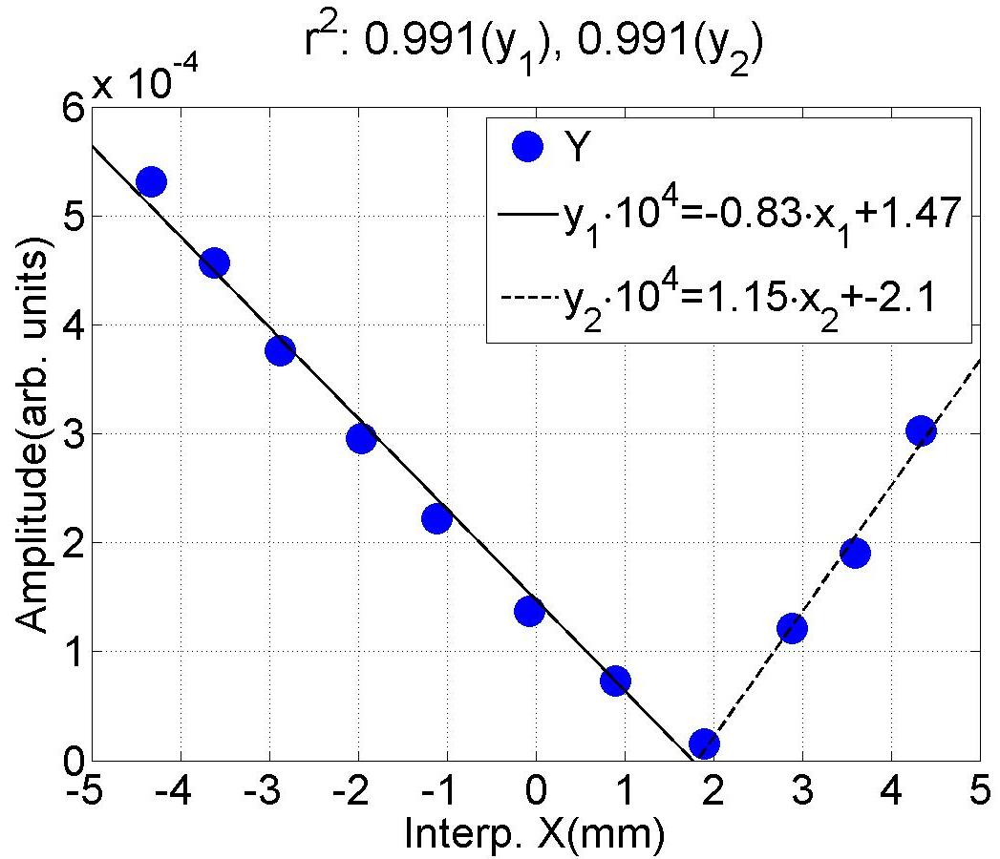 r²: 0.991(y₁), 0.991(y₂)
x 10⁻⁴
6
5
4
3
2
1
0
Amplitude(arb. units)
Y
y₁·10⁴=-0.83·x₁+1.47
y₂·10⁴=1.15·x₂+-2.1
-5 -4 -3 -2 -1 0 1 2 3 4 5
Interp. X(mm)